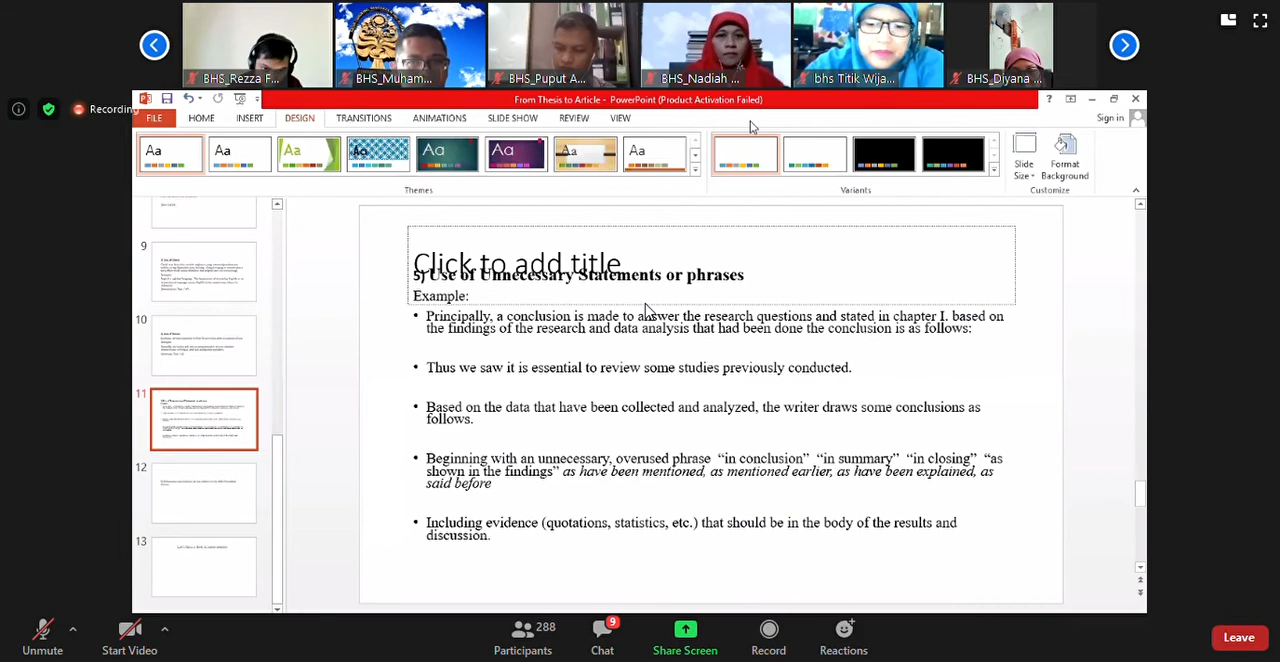 BHS_Rezza F...
BHS_Muham...
BHS_Puput A...
BHS_Nadiah ...
bhs Titik Wija...
BHS_Diyana ...
Recording
From Thesis to Article - PowerPoint (Product Activation Failed)
?
Sign in
FILE
HOME
INSERT
DESIGN
TRANSITIONS
ANIMATIONS
SLIDE SHOW
REVIEW
VIEW
Aa
Aa
Aa
Aa
Aa
Aa
Aa
Aa
Slide
Size
Format
Background
Themes
Variants
Customize
9
10
11
12
13
Click to add title
5) Use of Unnecessary Statements or phrases
Example:
• Principally, a conclusion is made to answer the research questions and stated in chapter I. based on
the findings of the research and data analysis that had been done the conclusion is as follows:
• Thus we saw it is essential to review some studies previously conducted.
• Based on the data that have been collected and analyzed, the writer draws some conclusions as
follows.
• Beginning with an unnecessary, overused phrase “in conclusion” “in summary” “in closing” “as
shown in the findings” as have been mentioned, as mentioned earlier, as have been explained, as
said before
• Including evidence (quotations, statistics, etc.) that should be in the body of the results and
discussion.
Unmute
Start Video
288
Participants
9
Chat
Share Screen
Record
Reactions
Leave